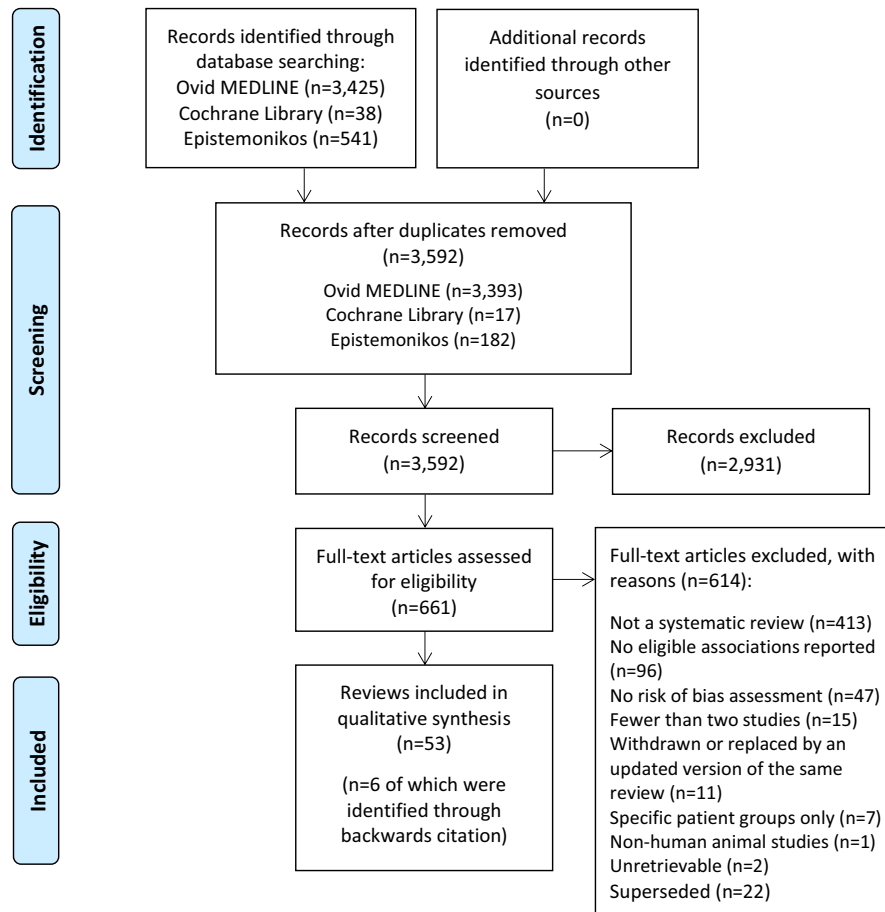 Identification
Records identified through
database searching:
Ovid MEDLINE (n=3,425)
Cochrane Library (n=38)
Epistemonikos (n=541)
Additional records
identified through other
sources
(n=0)
Screening
Records after duplicates removed
(n=3,592)
Ovid MEDLINE (n=3,393)
Cochrane Library (n=17)
Epistemonikos (n=182)
Records screened
(n=3,592)
Records excluded
(n=2,931)
Eligibility
Full-text articles assessed
for eligibility
(n=661)
Full-text articles excluded, with
reasons (n=614):
Not a systematic review (n=413)
No eligible associations reported
(n=96)
No risk of bias assessment (n=47)
Fewer than two studies (n=15)
Withdrawn or replaced by an
updated version of the same
review (n=11)
Specific patient groups only (n=7)
Non-human animal studies (n=1)
Unretrievable (n=2)
Superseded (n=22)
Included
Reviews included in
qualitative synthesis
(n=53)
(n=6 of which were
identified through
backwards citation)